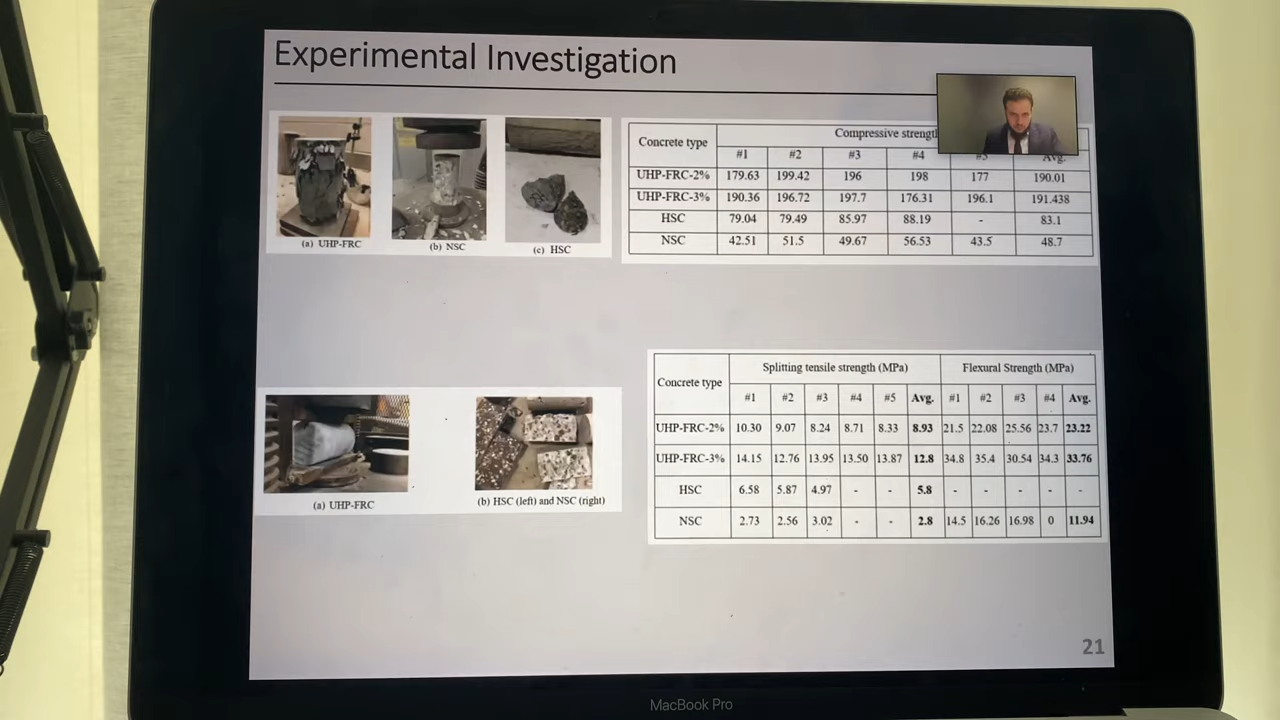 Experimental Investigation
Concrete type
Compressive strength
#1 #2 #3 #4 #5 Avg.
UHP-FRC-2% 179.63 199.42 196 198 177 190.01
UHP-FRC-3% 190.36 196.72 197.7 176.31 196.1 191.438
HSC 79.04 79.49 85.97 88.19 - 83.1
NSC 42.51 51.5 49.67 56.53 43.5 48.7
(a) UHP-FRC (b) NSC (c) HSC
Concrete type
Splitting tensile strength (MPa) Flexural Strength (MPa)
#1 #2 #3 #4 #5 Avg. #1 #2 #3 #4 Avg.
UHP-FRC-2% 10.30 9.07 8.24 8.71 8.33 8.93 21.5 22.08 25.56 23.7 23.22
UHP-FRC-3% 14.15 12.76 13.95 13.50 13.87 12.8 34.8 35.4 30.54 34.3 33.76
HSC 6.58 5.87 4.97 - - 5.8 - - - - -
NSC 2.73 2.56 3.02 - - 2.8 14.5 16.26 16.98 0 11.94
(a) UHP-FRC (b) HSC (left) and NSC (right)
21
MacBook Pro